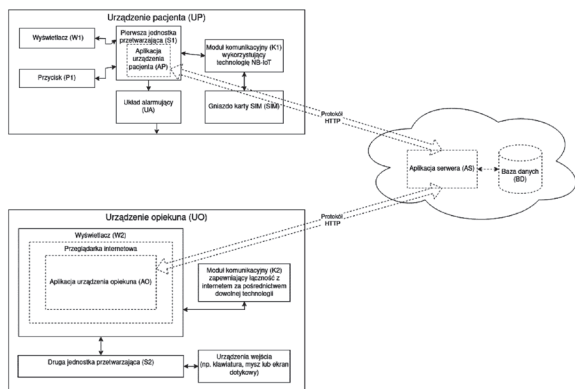 Urządzenie pacjenta (UP)
Wyświetlacz (W1)
Przycisk (P1)
Pierwsza jednostka
przetwarzająca (S1)
Aplikacja
urządzenia
pacjenta (AP)
Moduł komunikacyjny (K1)
wykorzystujący
technologię NB-IoT
Układ alarmujący
(UA)
Gniazdo karty SIM (SIM)
Protokół
HTTP
Aplikacja serwera (AS)
Baza danych
(BD)
Protokół
HTTP
Urządzenie opiekuna (UO)
Wyświetlacz (W2)
Przeglądarka internetowa
Aplikacja urządzenia opiekuna (AO)
Moduł komunikacyjny (K2)
zapewniający łączność z
internetem za pośrednictwem
dowolnej technologii
Druga jednostka przetwarzająca (S2)
Urządzenia wejścia
(np. klawiatura, mysz lub ekran
dotykowy)